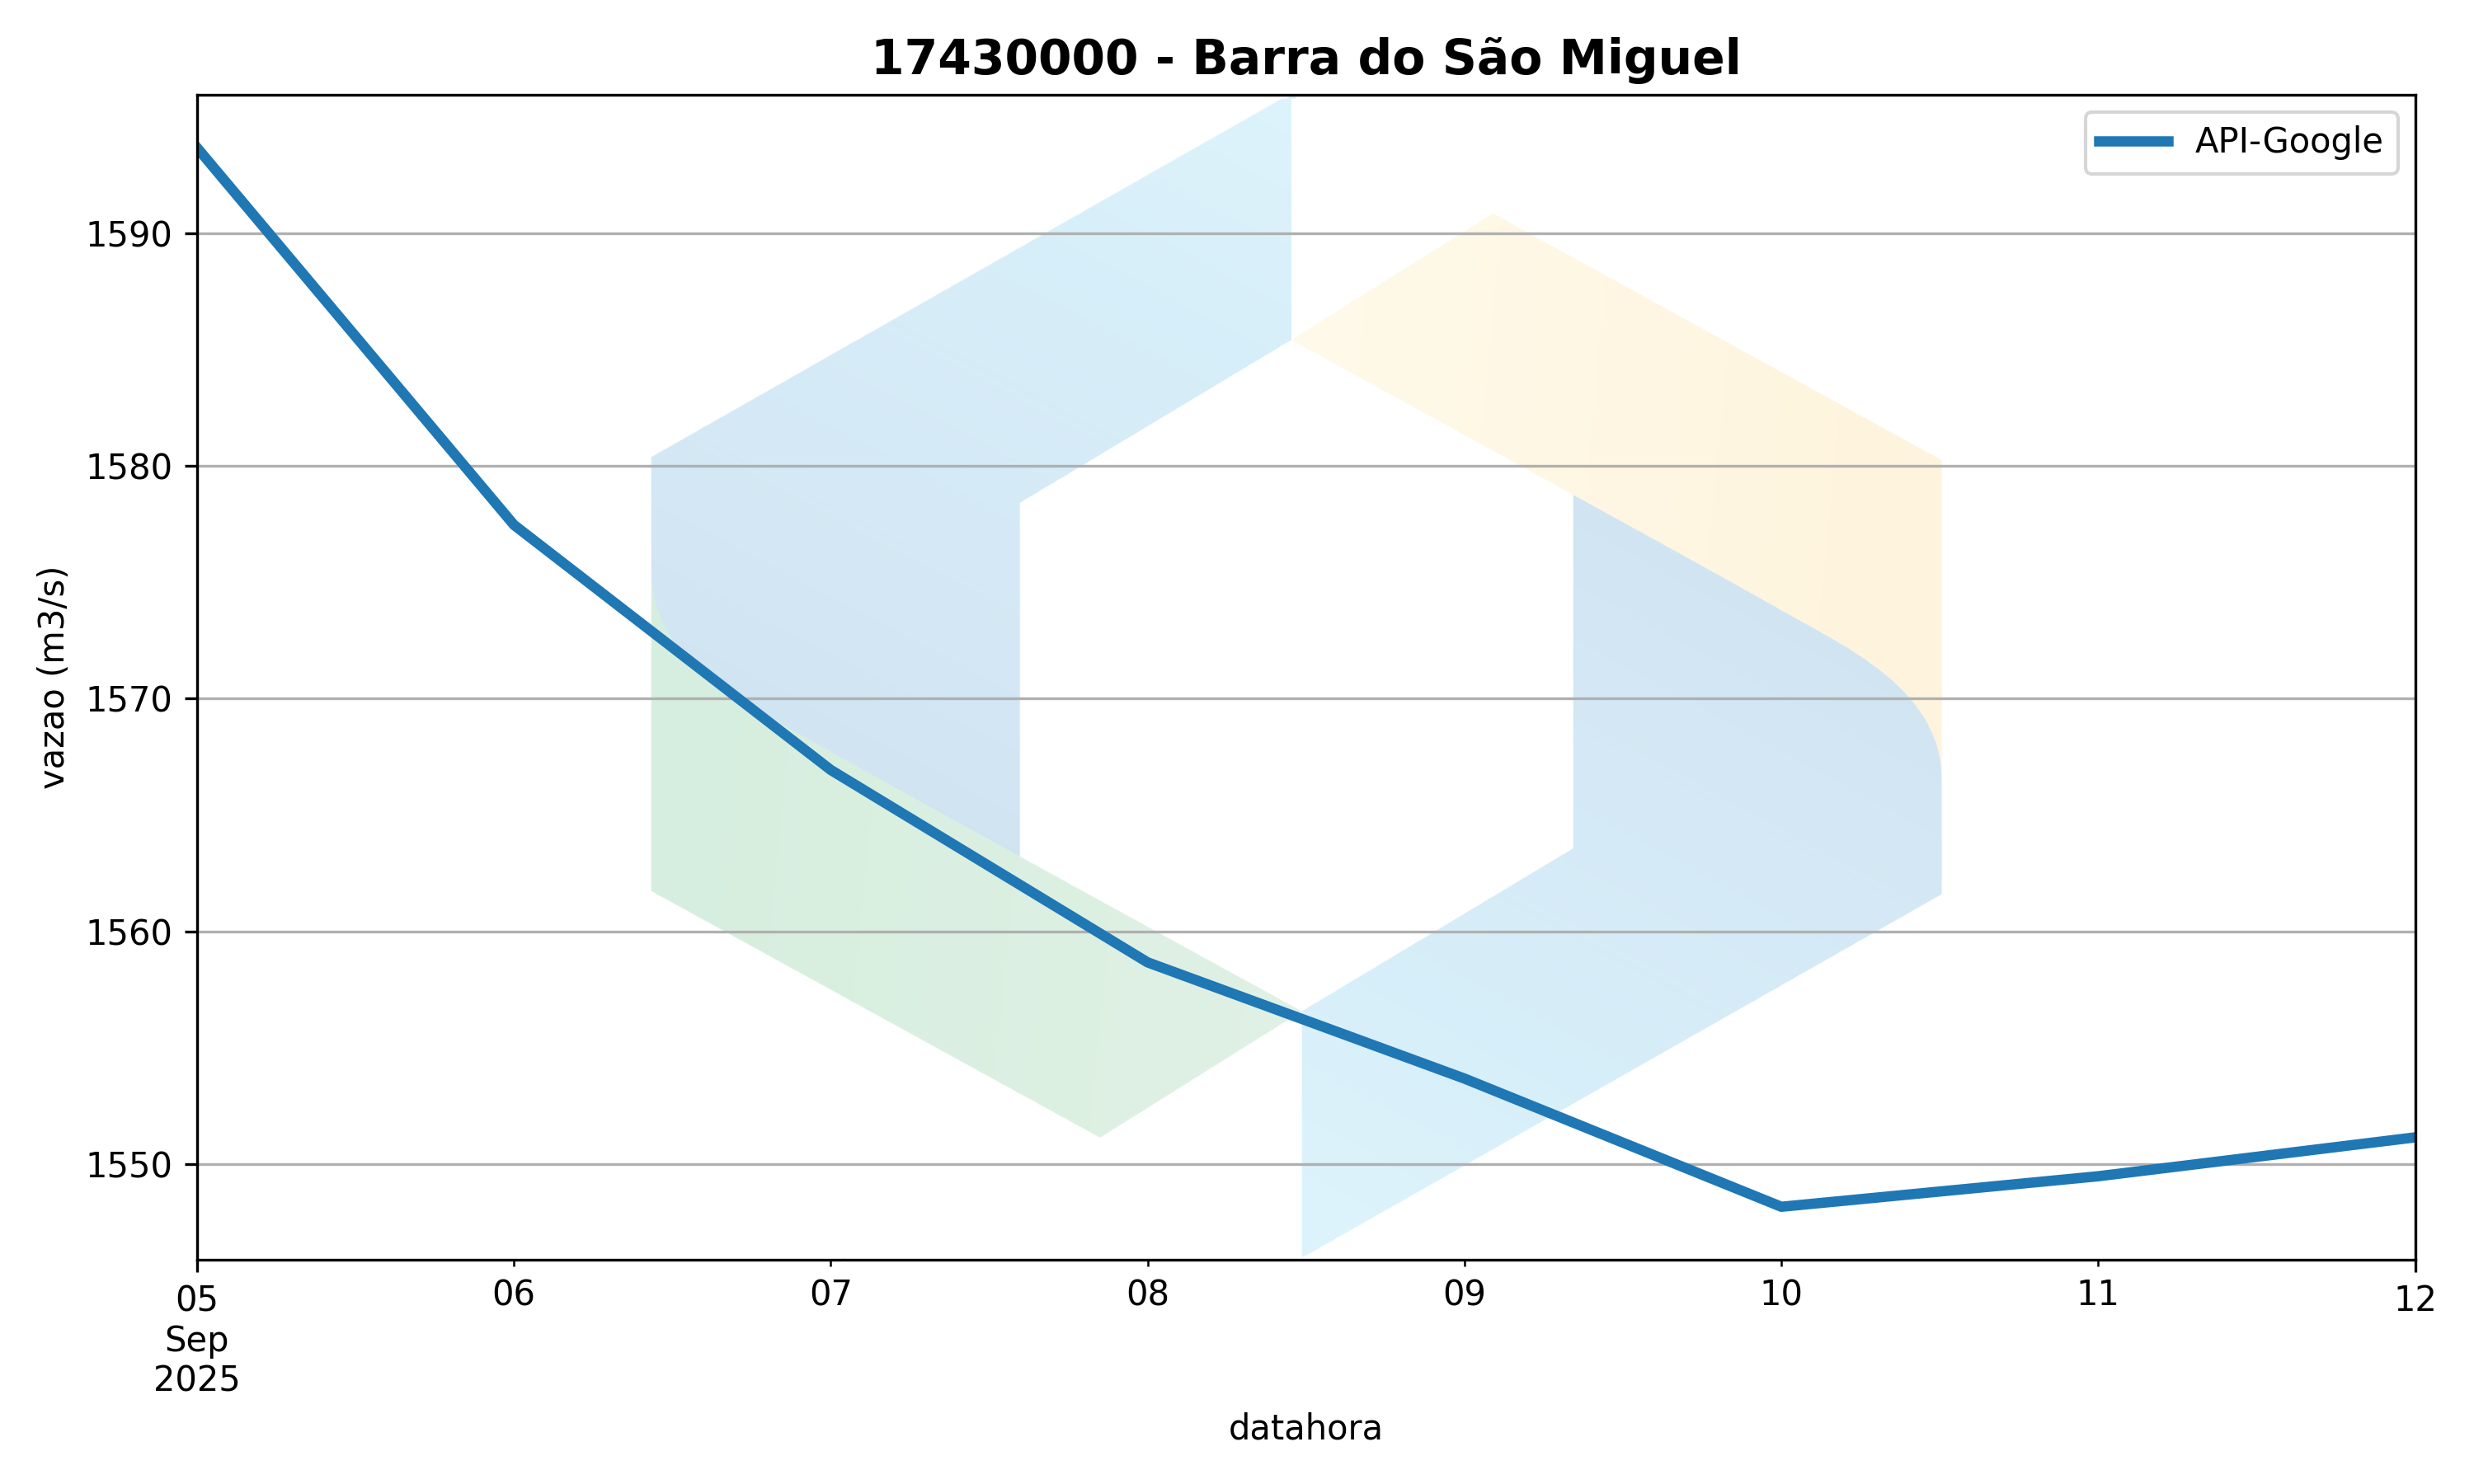 17430000 - Barra do São Miguel
API-Google
vazao (m3/s)
1590
1580
1570
1560
1550
05 06 07 08 09 10 11 12
Sep
2025
datahora